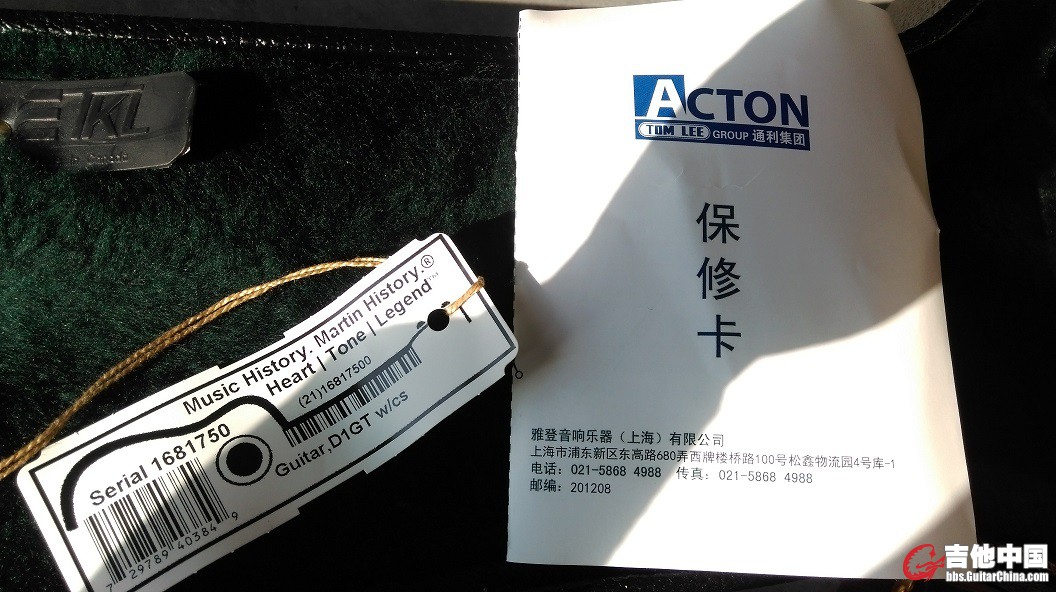 TKL
Music History. Martin History.®
Heart | Tone | Legend™
(21)16817500
Guitar,D1GT w/cs
Serial 1681750
7 29789 40384 9
ACTON
TOM LEE GROUP 通利集团
保
修
卡
雅登音响乐器（上海）有限公司
上海市浦东新区东高路680弄西牌楼桥路100号松鑫物流园4号库-1
电话：021-5868 4988 传真：021-5868 4988
邮编：201208
吉他中国
bbs.GuitarChina.com